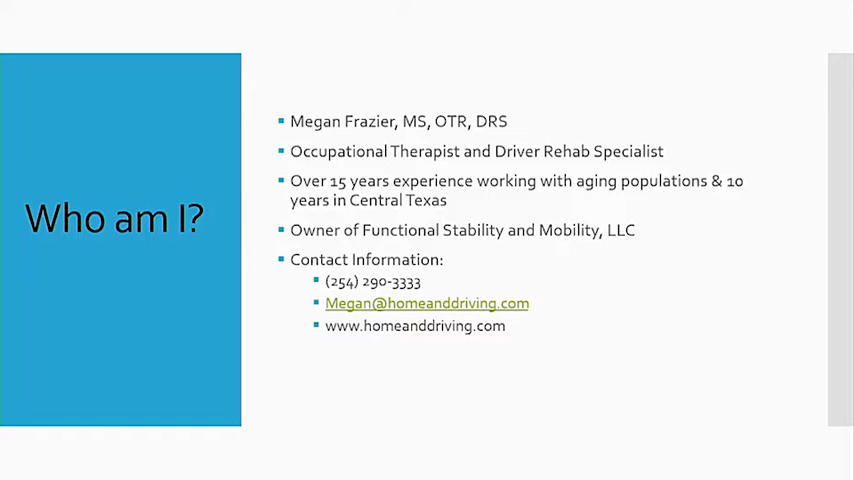 Who am I?
Megan Frazier, MS, OTR, DRS
Occupational Therapist and Driver Rehab Specialist
Over 15 years experience working with aging populations & 10
years in Central Texas
Owner of Functional Stability and Mobility, LLC
Contact Information:
(254) 290-3333
Megan@homeanddriving.com
www.homeanddriving.com